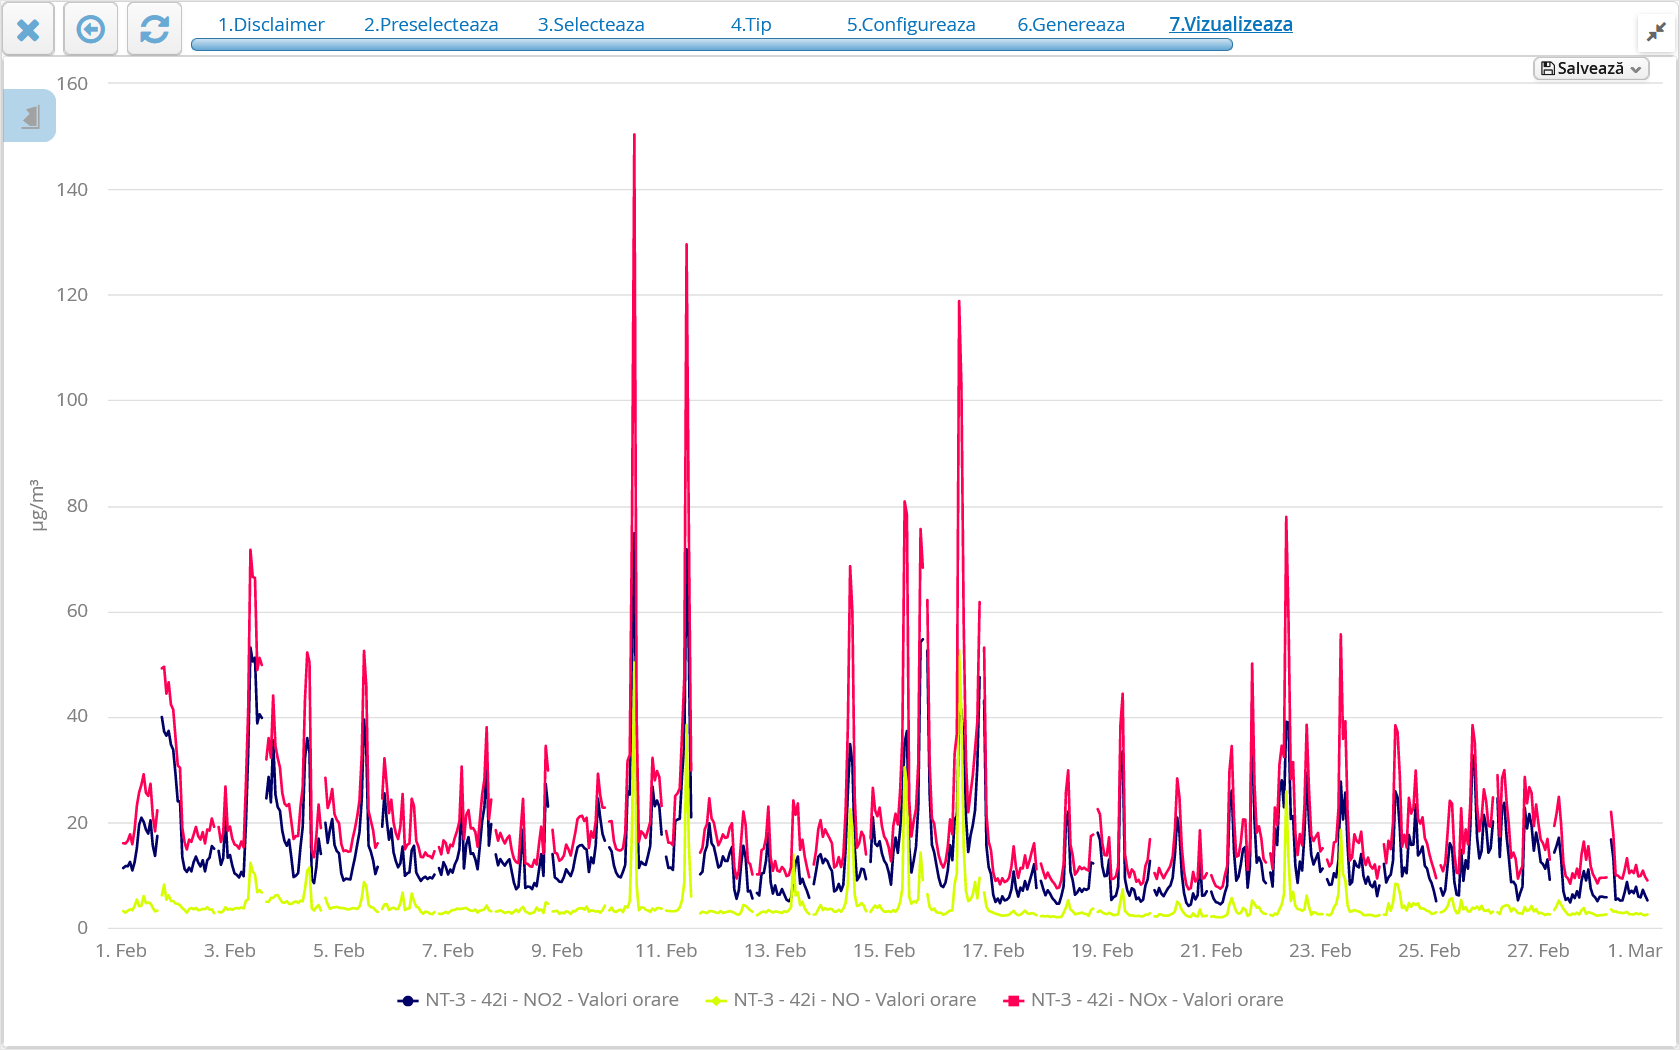 1.Disclaimer 2.Preselecteaza 3.Selecteaza 4.Tip 5.Configureaza 6.Genereaza 7.Vizualizeaza
Salvează
160
140
120
100
80
60
40
20
0
µg/m³
1. Feb 3. Feb 5. Feb 7. Feb 9. Feb 11. Feb 13. Feb 15. Feb 17. Feb 19. Feb 21. Feb 23. Feb 25. Feb 27. Feb 1. Mar
NT-3 - 42i - NO2 - Valori orare NT-3 - 42i - NO - Valori orare NT-3 - 42i - NOx - Valori orare